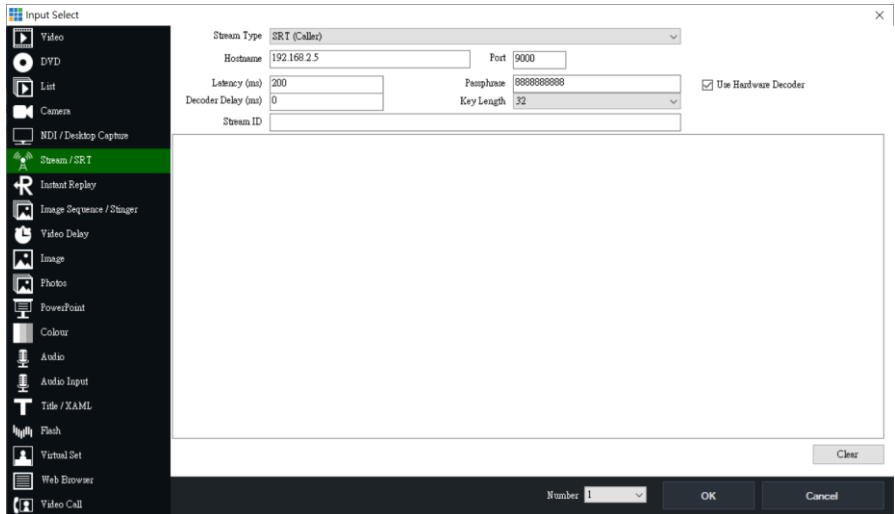 Input Select
Video
DVD
List
Camera
NDI / Desktop Capture
Stream / SRT
Instant Replay
Image Sequence / Stinger
Video Delay
Image
Photos
PowerPoint
Colour
Audio
Audio Input
Title / XAML
Flash
Virtual Set
Web Browser
Video Call
Stream Type SRT (Caller)
Hostname 192.168.2.5 Port 9000
Latency (ms) 200 Passphrase 8888888888 Use Hardware Decoder
Decoder Delay (ms) 0 Key Length 32
Stream ID
Clear
Number 1 OK Cancel